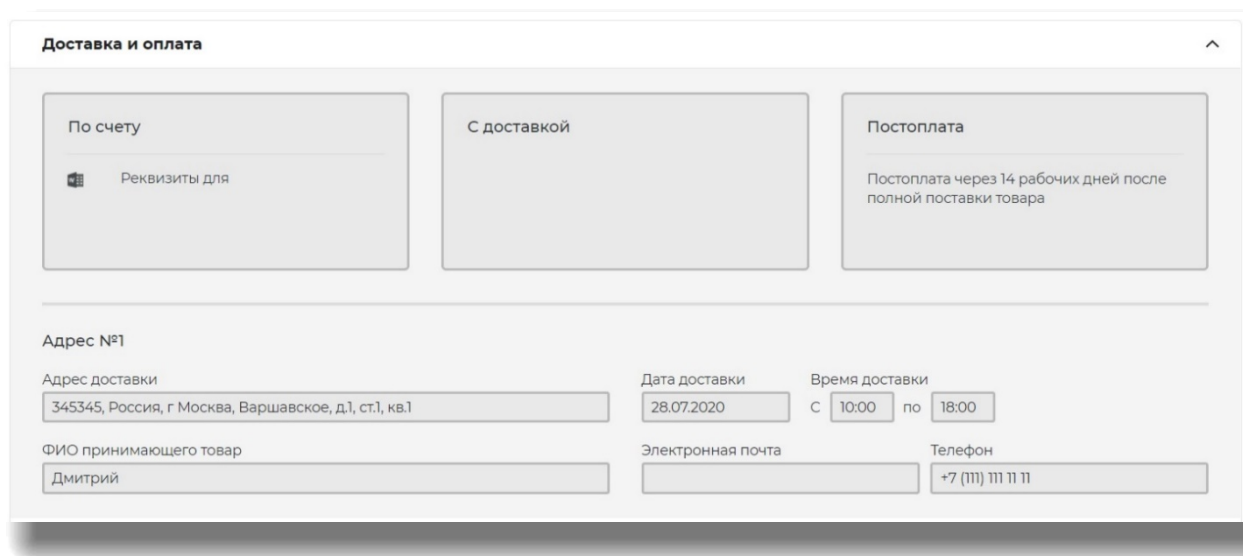 Доставка и оплата
По счету
Реквизиты для
С доставкой
Постоплата
Постоплата через 14 рабочих дней после
полной поставки товара
Адрес №1
Адрес доставки
345345, Россия, г Москва, Варшавское, д.1, ст.1, кв.1
Дата доставки
28.07.2020
Время доставки
С 10:00 по 18:00
ФИО принимающего товар
Дмитрий
Электронная почта
Телефон
+7 (111) 111 11 11